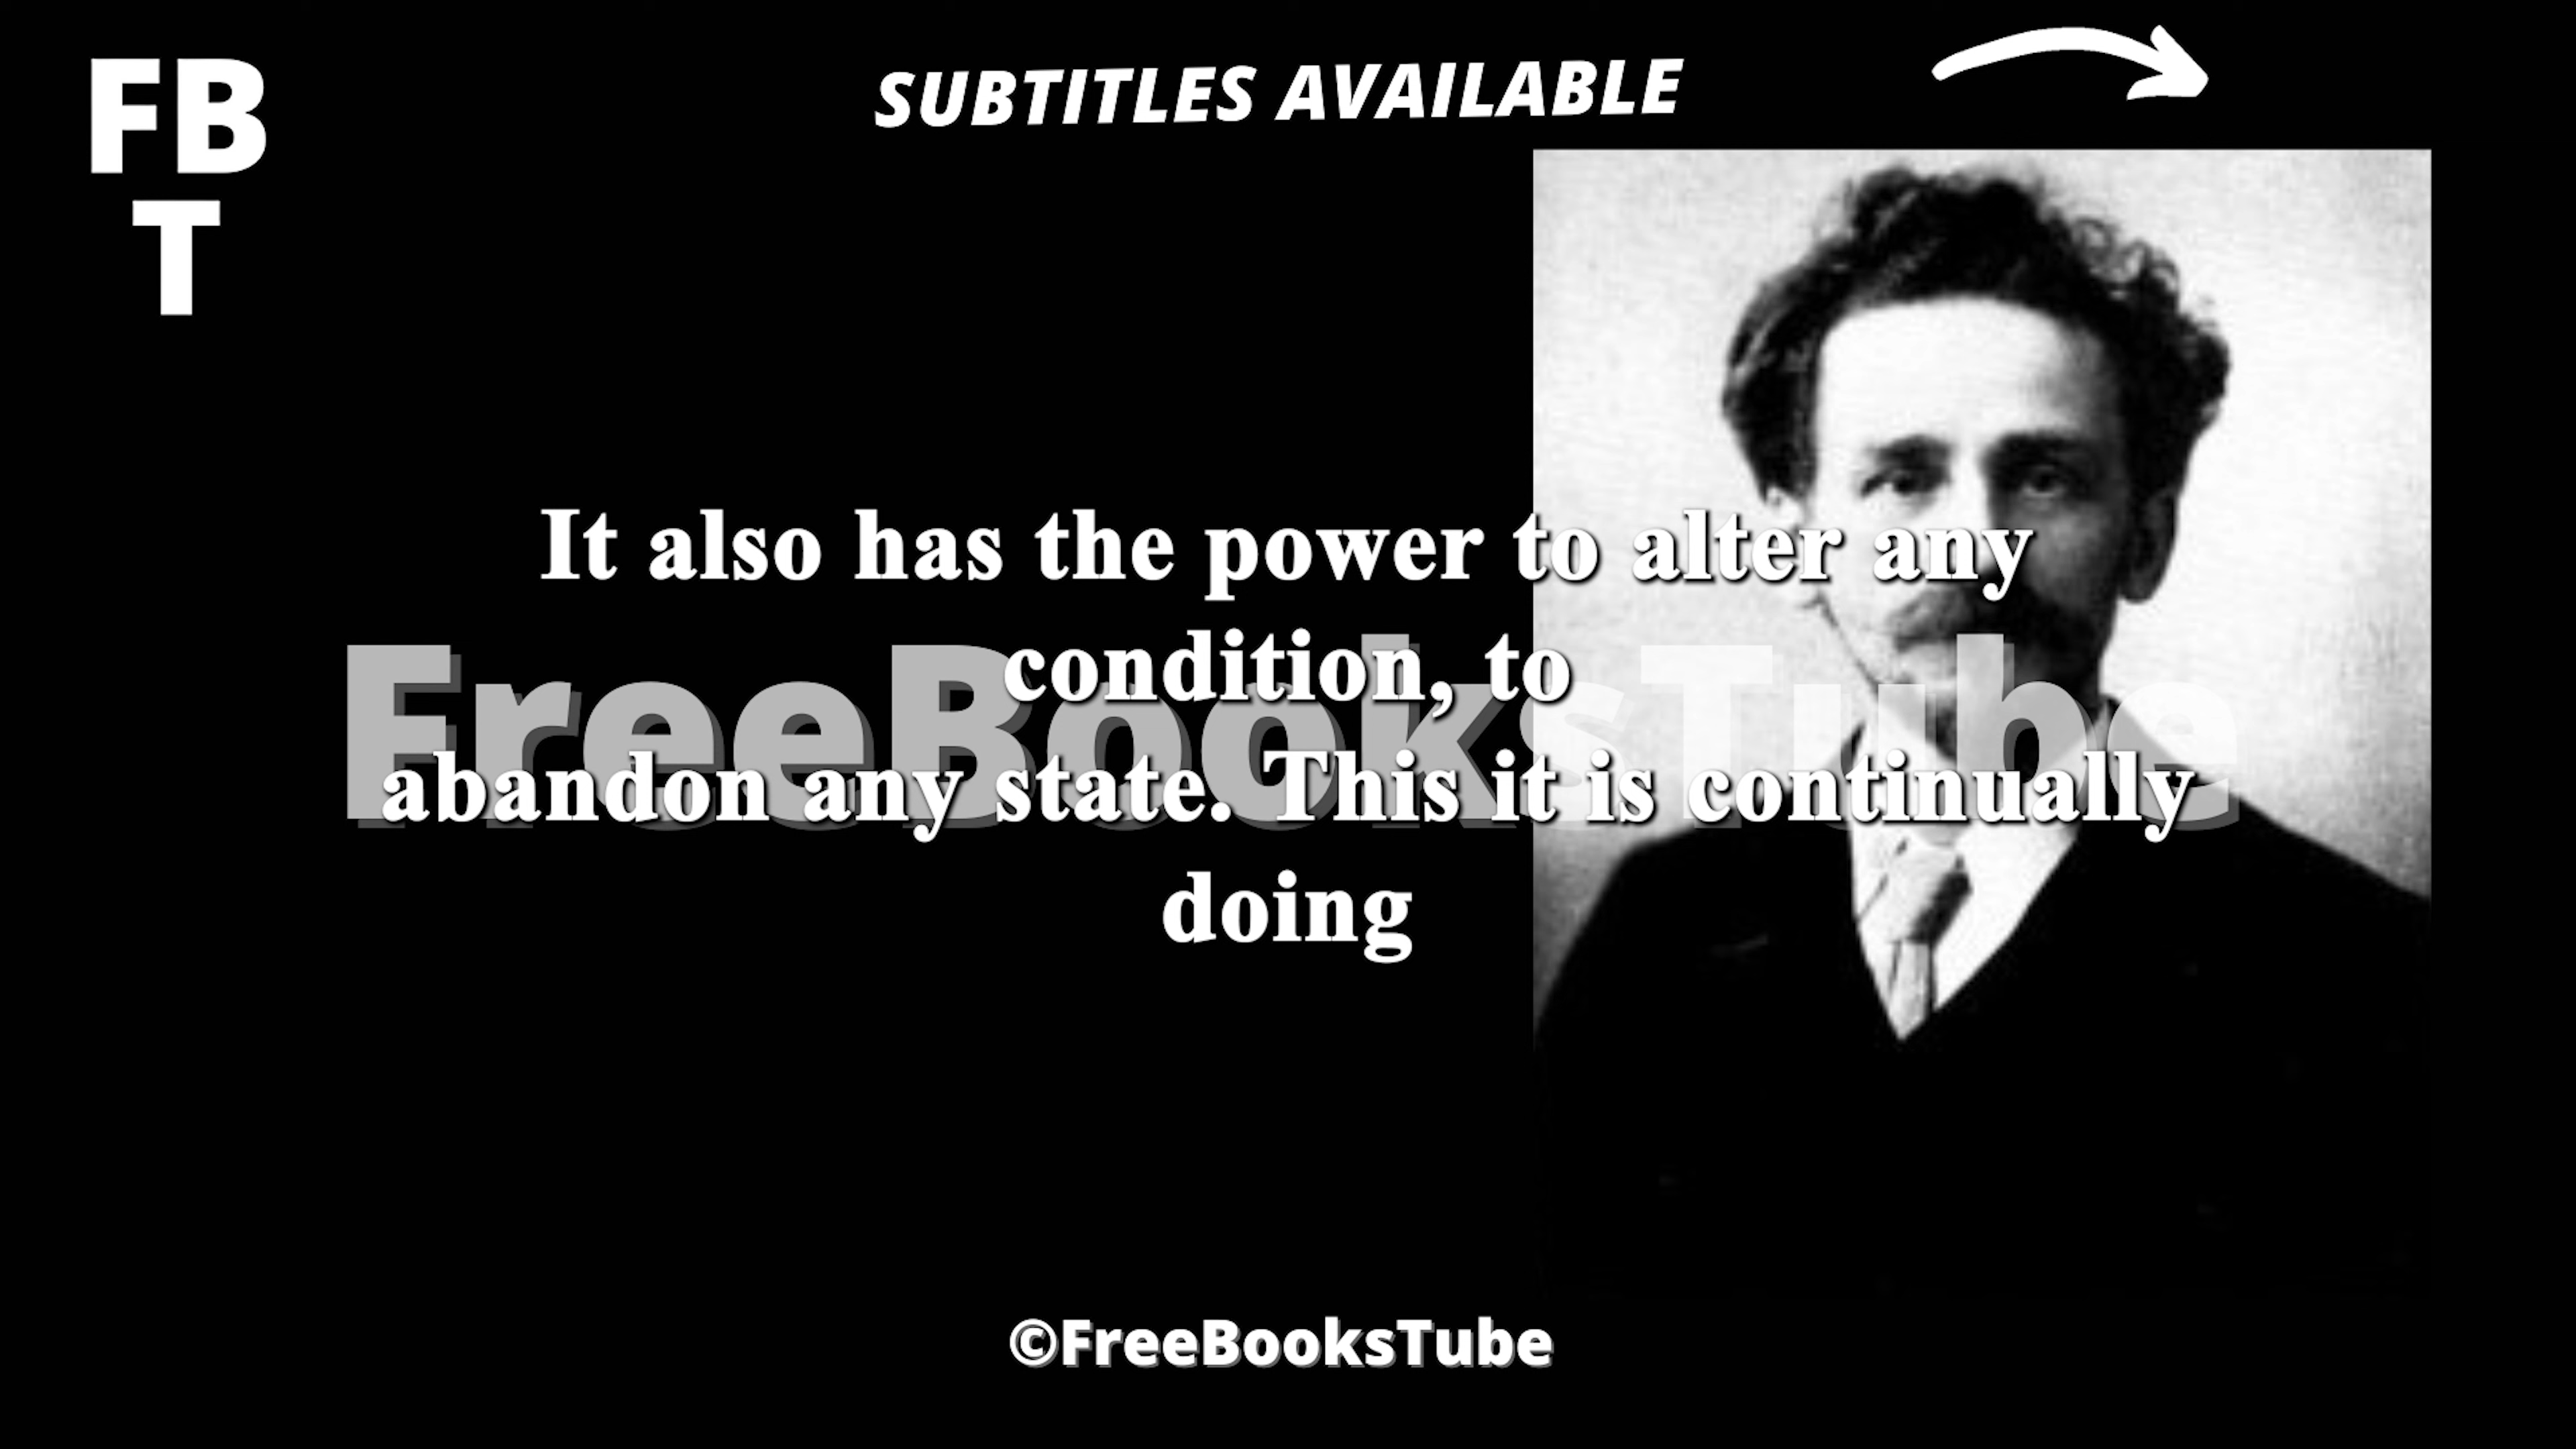 FB
T
SUBTITLES AVAILABLE
It also has the power to alter any
condition, to
FreeBooksTube
abandon any state. This it is continually
doing
©FreeBooksTube